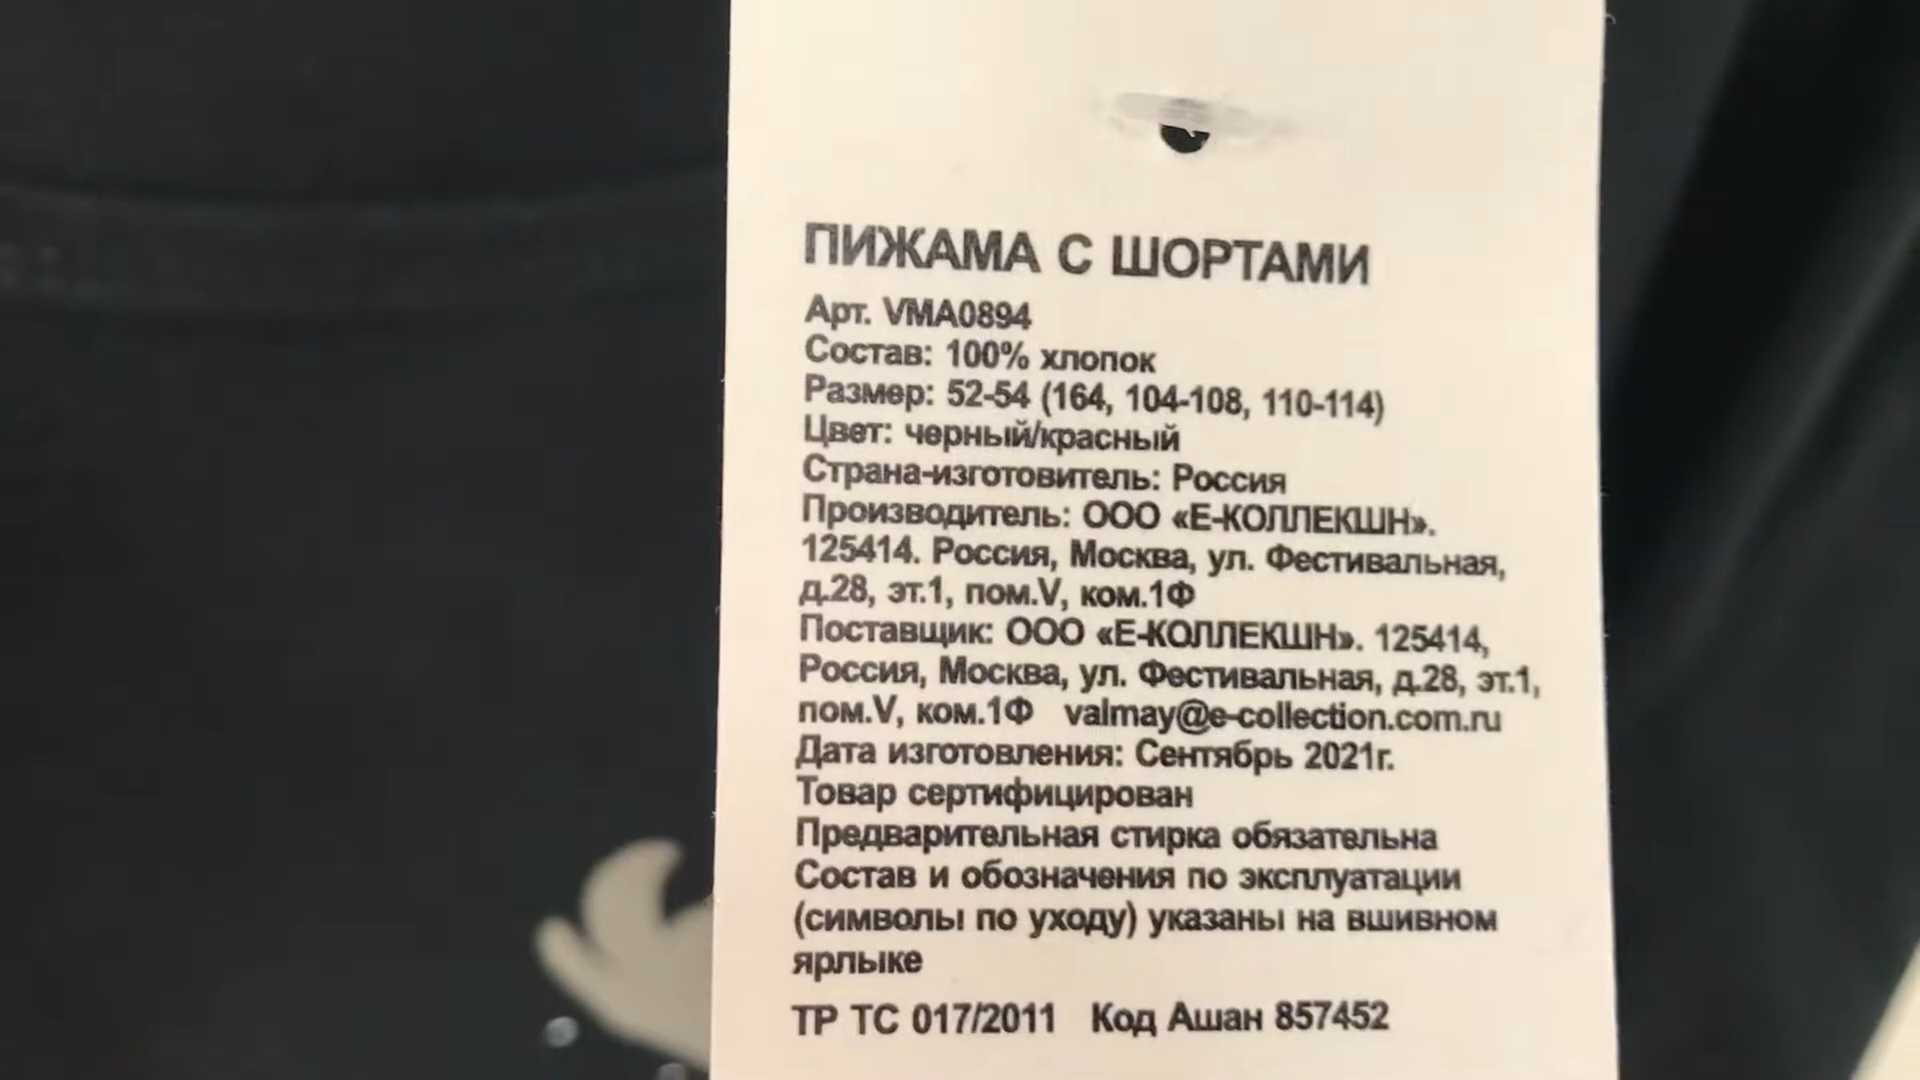 ПИЖАМА С ШОРТАМИ
Арт. VMA0894
Состав: 100% хлопок
Размер: 52-54 (164, 104-108, 110-114)
Цвет: черный/красный
Страна-изготовитель: Россия
Производитель: ООО «Е-КОЛЛЕКШН».
125414. Россия, Москва, ул. Фестивальная,
д.28, эт.1, пом.V, ком.1Ф
Поставщик: ООО «Е-КОЛЛЕКШН». 125414,
Россия, Москва, ул. Фестивальная, д.28, эт.1,
пом.V, ком.1Ф valmay@e-collection.com.ru
Дата изготовления: Сентябрь 2021г.
Товар сертифицирован
Предварительная стирка обязательна
Состав и обозначения по эксплуатации
(символы по уходу) указаны на вшивном
ярлыке
ТР ТС 017/2011 Код Ашан 857452